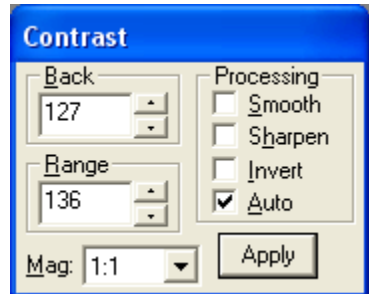 Contrast
Back
127
Range
136
Mag: 1:1
Processing
Smooth
Sharpen
Invert
Auto
Apply